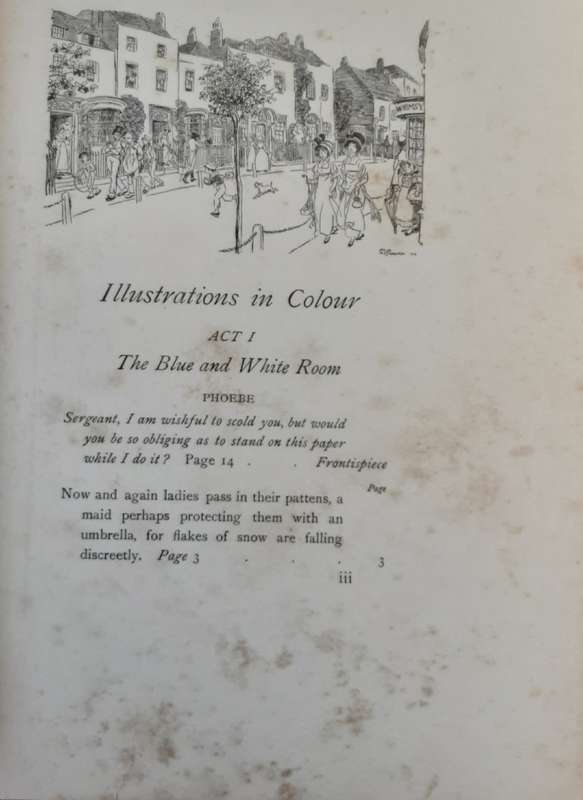 WHIMSY
Illustrations in Colour
ACT I
The Blue and White Room
PHOEBE
Sergeant, I am wishful to scold you, but would
you be so obliging as to stand on this paper
while I do it? Page 14 . . Frontispiece
Page
Now and again ladies pass in their pattens, a
maid perhaps protecting them with an
umbrella, for flakes of snow are falling
discreetly. Page 3 . . . 3
iii